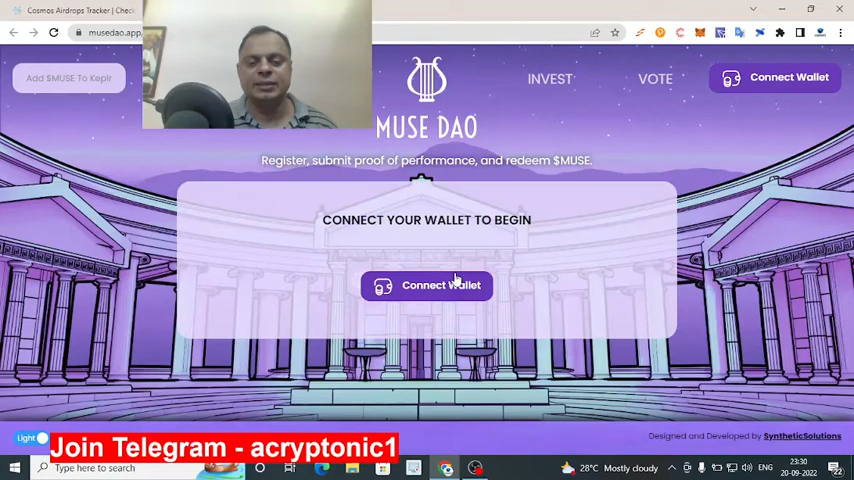 Cosmos Airdrops Tracker | Check
musedao.app
Add $MUSE To Keplr
MUSE DAO
INVEST
VOTE
Connect Wallet
Register, submit proof of performance, and redeem $MUSE.
CONNECT YOUR WALLET TO BEGIN
Connect Wallet
Designed and Developed by SyntheticSolutions
Light
Join Telegram - acryptonic1
Type here to search
28°C Mostly cloudy
ENG
23:30
20-09-2022
22